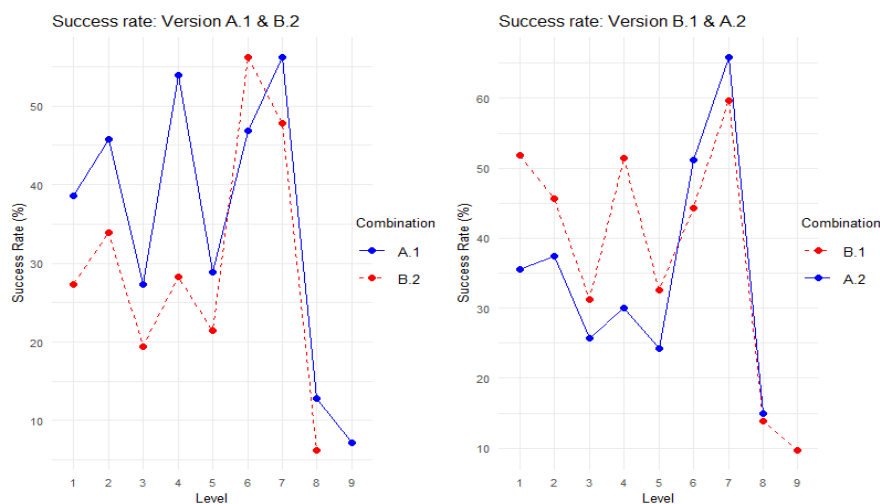 Success rate: Version A.1 & B.2
Success Rate (%)
50
40
30
20
10
1 2 3 4 5 6 7 8 9
Level
Combination
A.1
B.2
Success rate: Version B.1 & A.2
Success Rate (%)
60
50
40
30
20
10
1 2 3 4 5 6 7 8 9
Level
Combination
B.1
A.2